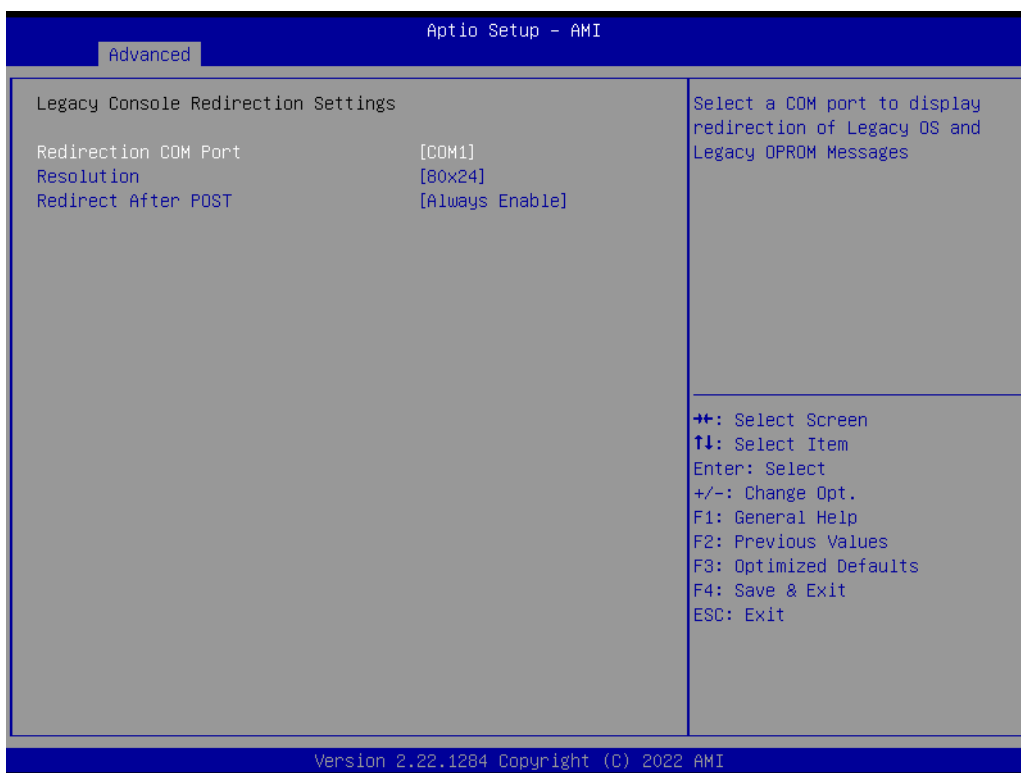 Aptio Setup – AMI
Advanced
Legacy Console Redirection Settings
Redirection COM Port [COM1]
Resolution [80x24]
Redirect After POST [Always Enable]
Select a COM port to display
redirection of Legacy OS and
Legacy OPROM Messages
→←: Select Screen
↑↓: Select Item
Enter: Select
+/-: Change Opt.
F1: General Help
F2: Previous Values
F3: Optimized Defaults
F4: Save & Exit
ESC: Exit
Version 2.22.1284 Copyright (C) 2022 AMI